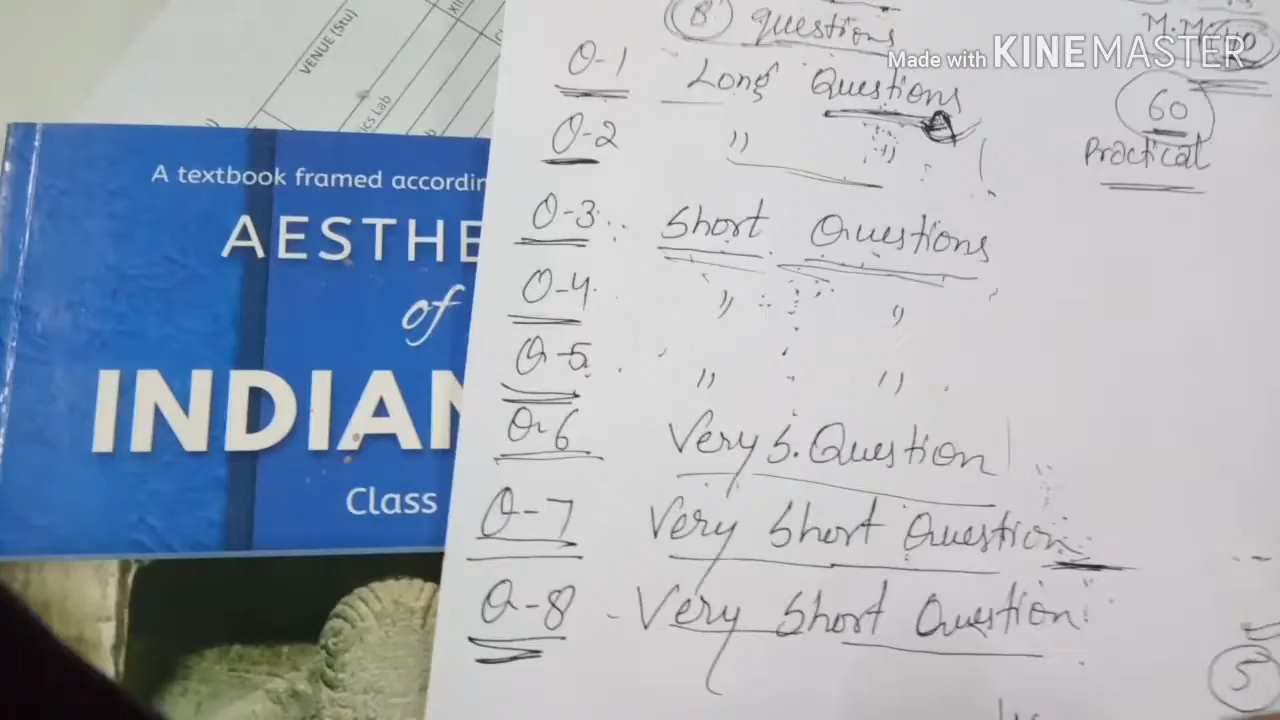 VENUE (Stu)
A textbook framed accordin
AESTHE
of
INDIAN
Class
8 questions
M.M. 40
Made with KINEMASTER
Q-1 Long Questions
60
Practical
Q-2 " "
Q-3 Short Questions
Q-4 " "
Q-5 " "
Q-6 Very S. Question
Q-7 Very Short Question
Q-8 - Very Short Question
5